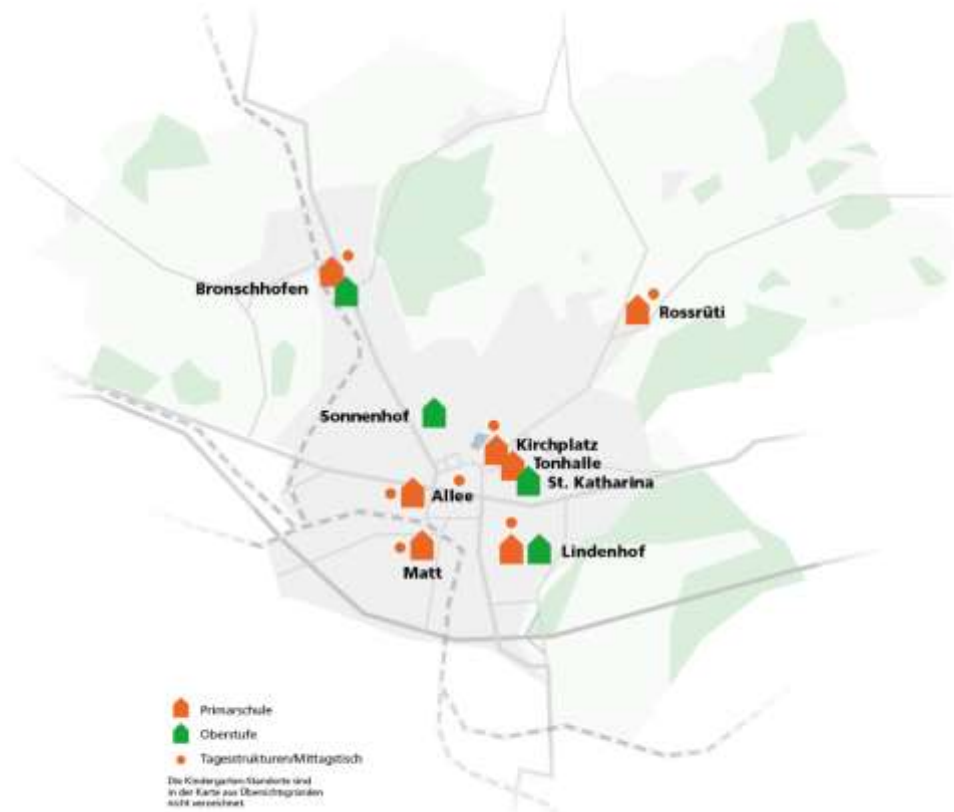 Bronschhofen
Rossrüti
Sonnenhof
Kirchplatz
Tonhalle
St. Katharina
Allee
Lindenhof
Matt
Primarschule
Oberstufe
Tagesstrukturen/Mittagstisch
Die Kindergarten-Standorte sind
in der Karte aus Übersichtsgründen
nicht verzeichnet